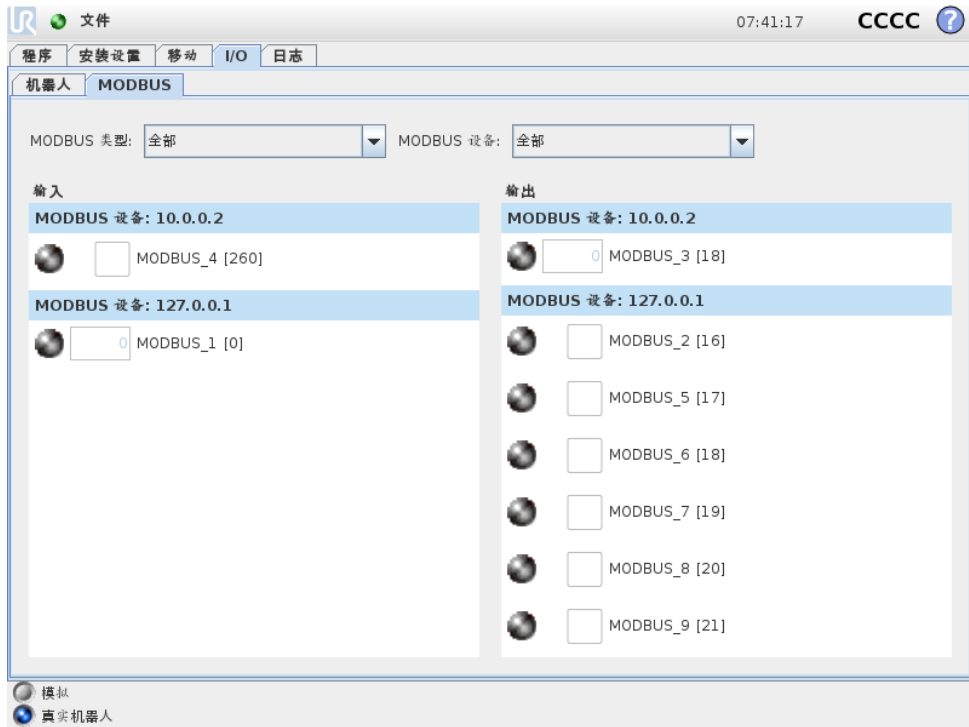 UR 文件 07:41:17 CCCC ?
程序 安装设置 移动 I/O 日志
机器人 MODBUS
MODBUS 类型: 全部 MODBUS 设备: 全部
输入
MODBUS 设备: 10.0.0.2
MODBUS_4 [260]
MODBUS 设备: 127.0.0.1
0 MODBUS_1 [0]
输出
MODBUS 设备: 10.0.0.2
0 MODBUS_3 [18]
MODBUS 设备: 127.0.0.1
MODBUS_2 [16]
MODBUS_5 [17]
MODBUS_6 [18]
MODBUS_7 [19]
MODBUS_8 [20]
MODBUS_9 [21]
模拟
真实机器人